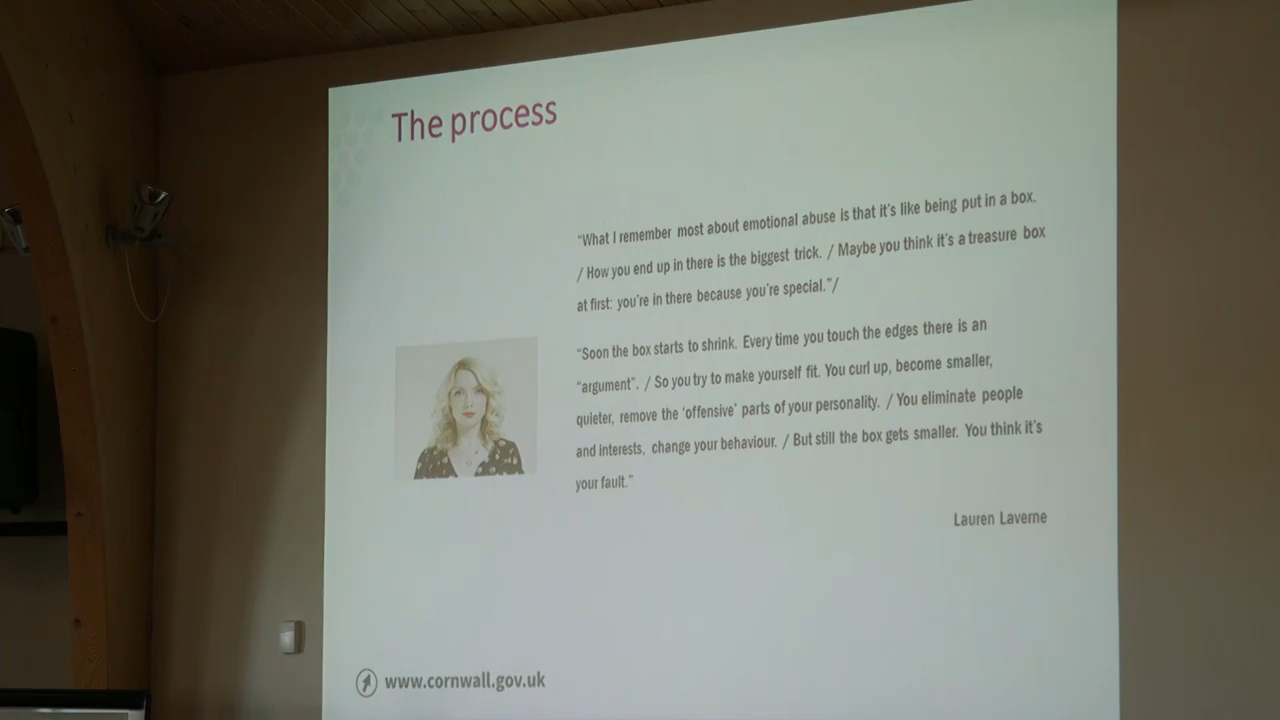 The process
“What I remember most about emotional abuse is that it’s like being put in a box.
/ How you end up in there is the biggest trick. / Maybe you think it’s a treasure box
at first: you’re in there because you’re special.”/
“Soon the box starts to shrink. Every time you touch the edges there is an
“argument”. / So you try to make yourself fit. You curl up, become smaller,
quieter, remove the ‘offensive’ parts of your personality. / You eliminate people
and interests, change your behaviour. / But still the box gets smaller. You think it’s
your fault.”
Lauren Laverne
www.cornwall.gov.uk